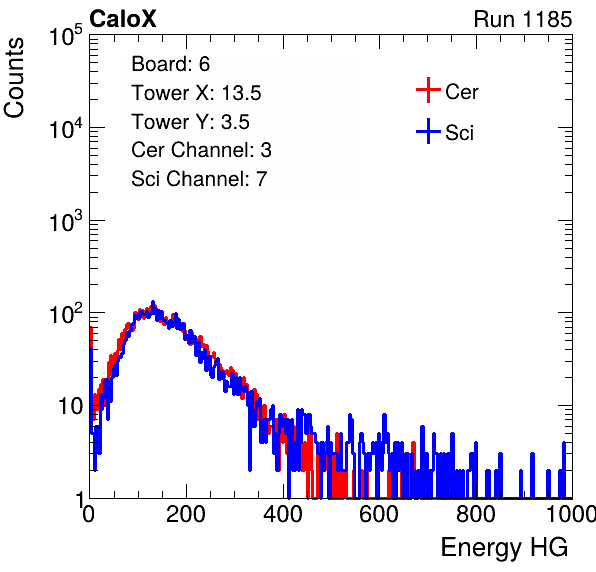 CaloX Run 1185
Counts
Board: 6
Tower X: 13.5
Tower Y: 3.5
Cer Channel: 3
Sci Channel: 7
Cer
Sci
10^5
10^4
10^3
10^2
10
1
0 200 400 600 800 1000
Energy HG